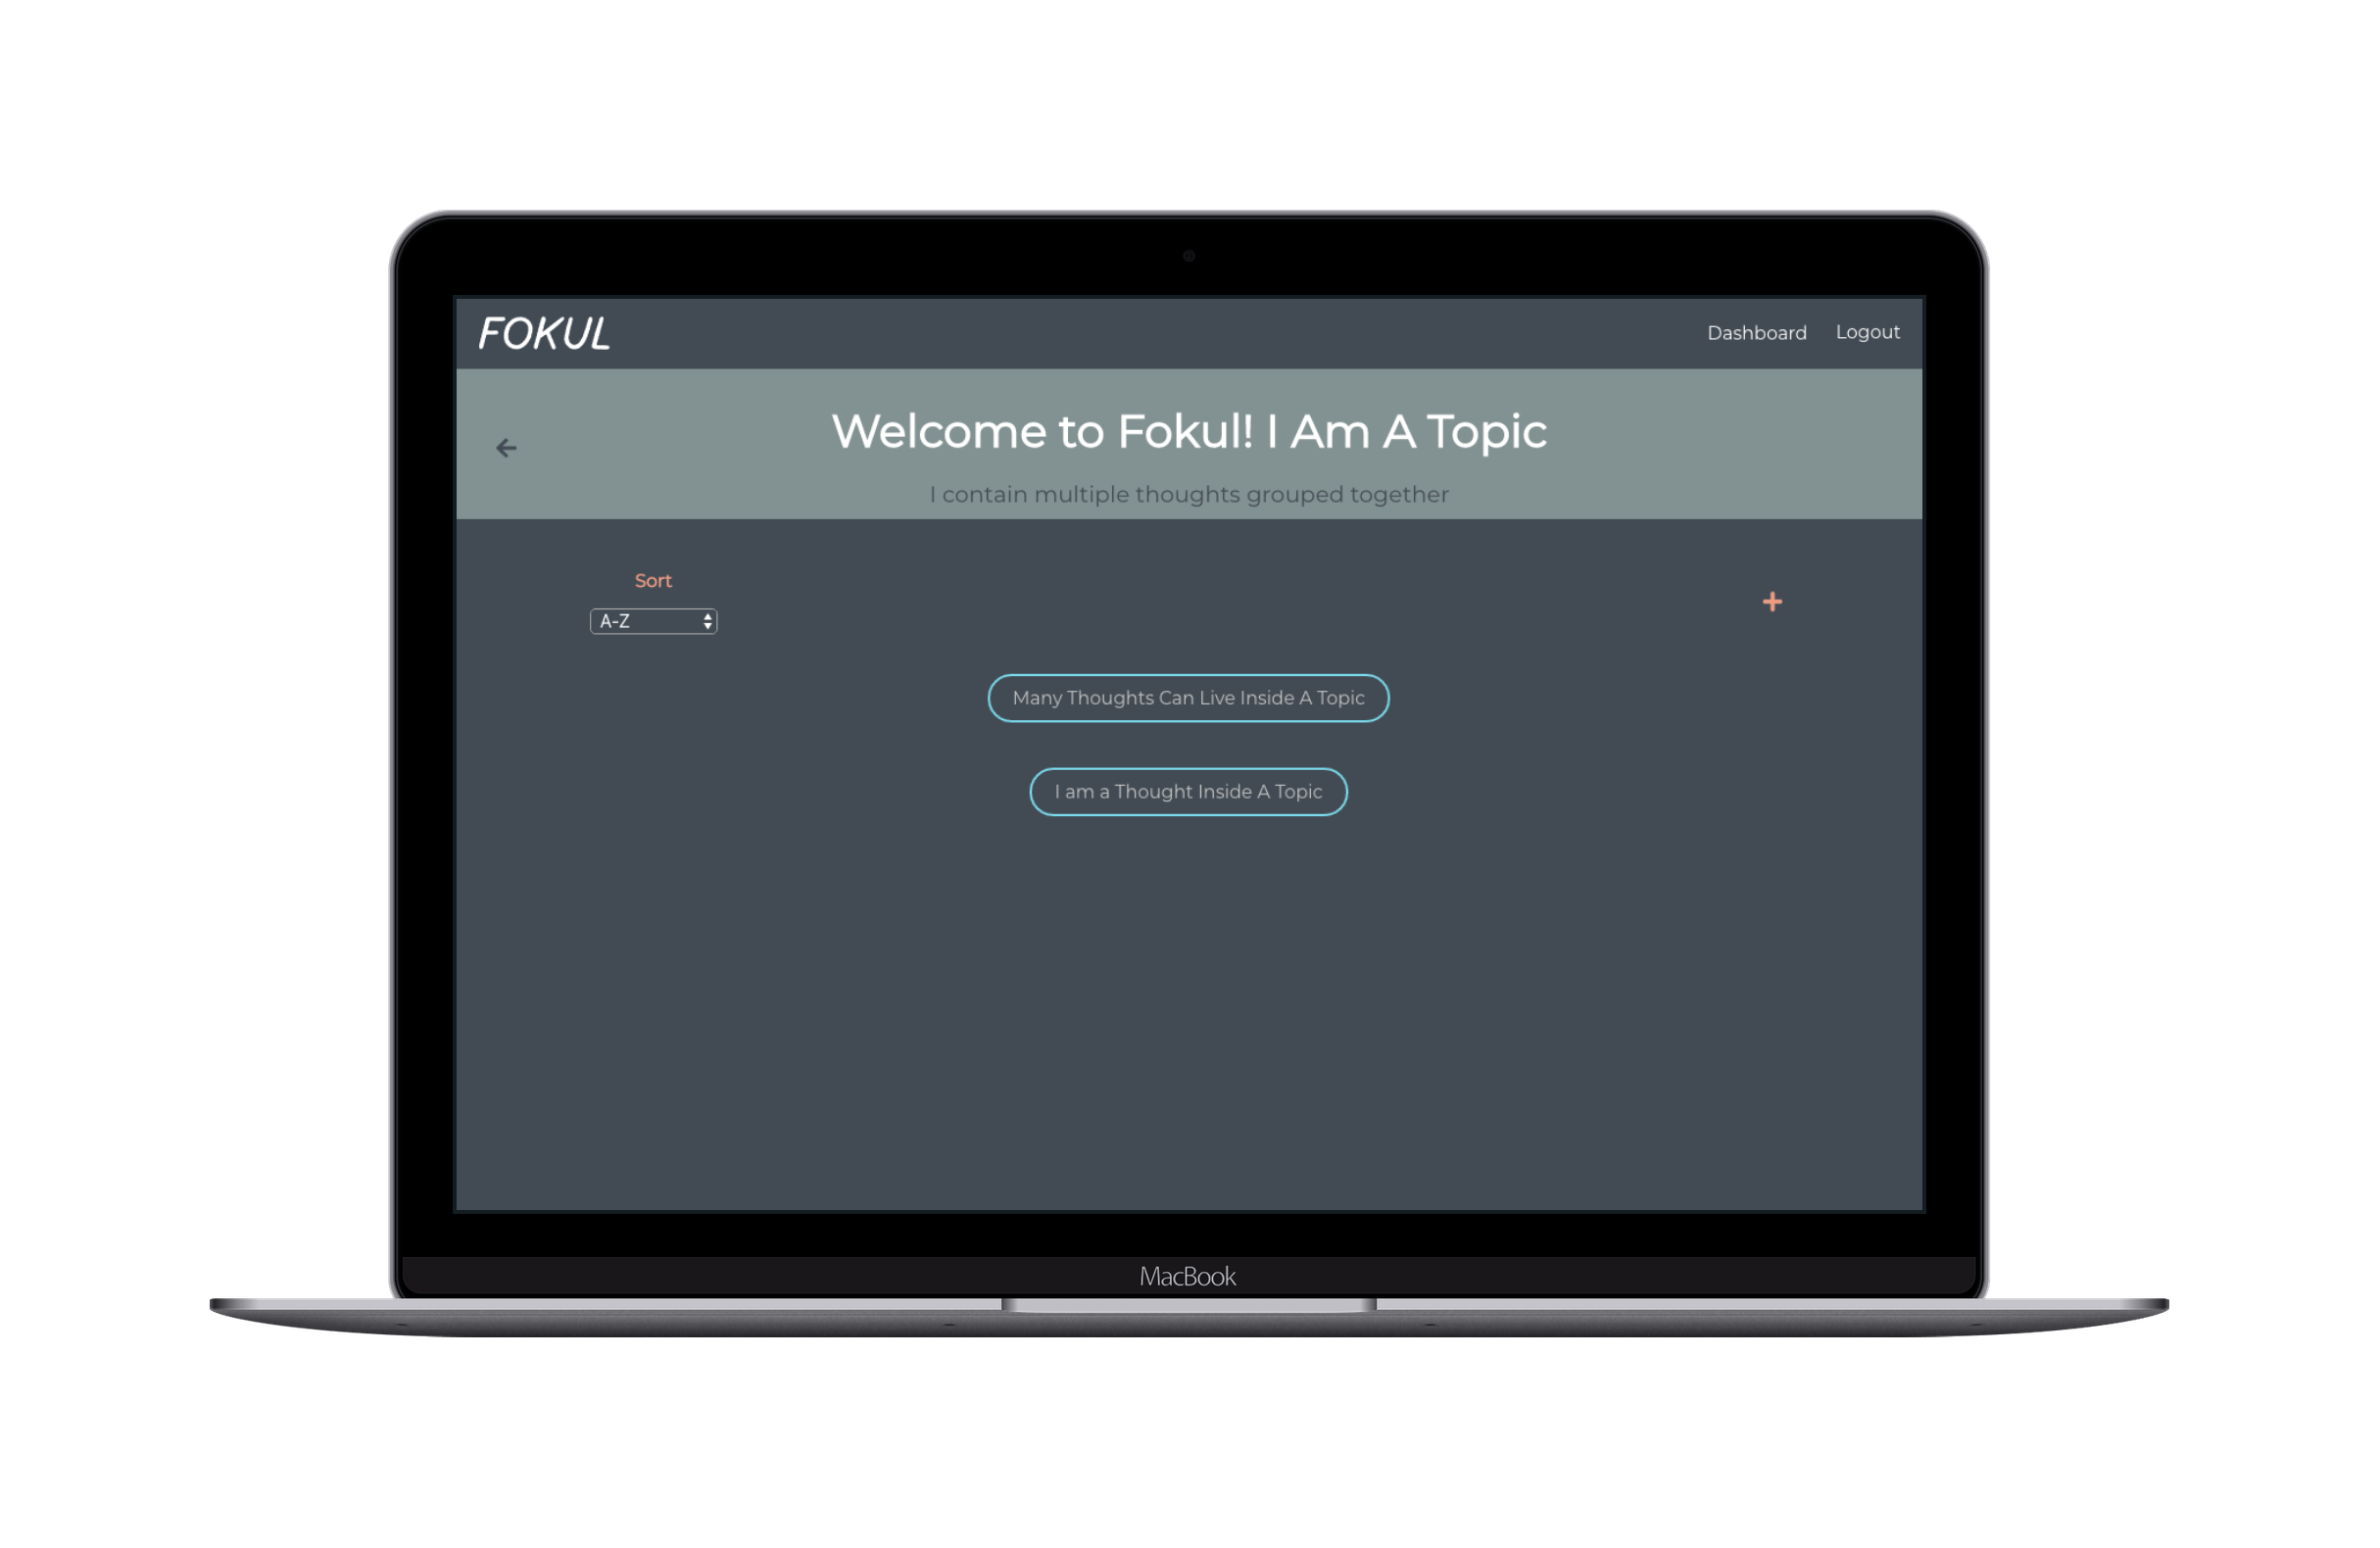 FOKUL
Dashboard
Logout
Welcome to Fokul! I Am A Topic
I contain multiple thoughts grouped together
Sort
A-Z
Many Thoughts Can Live Inside A Topic
I am a Thought Inside A Topic
MacBook